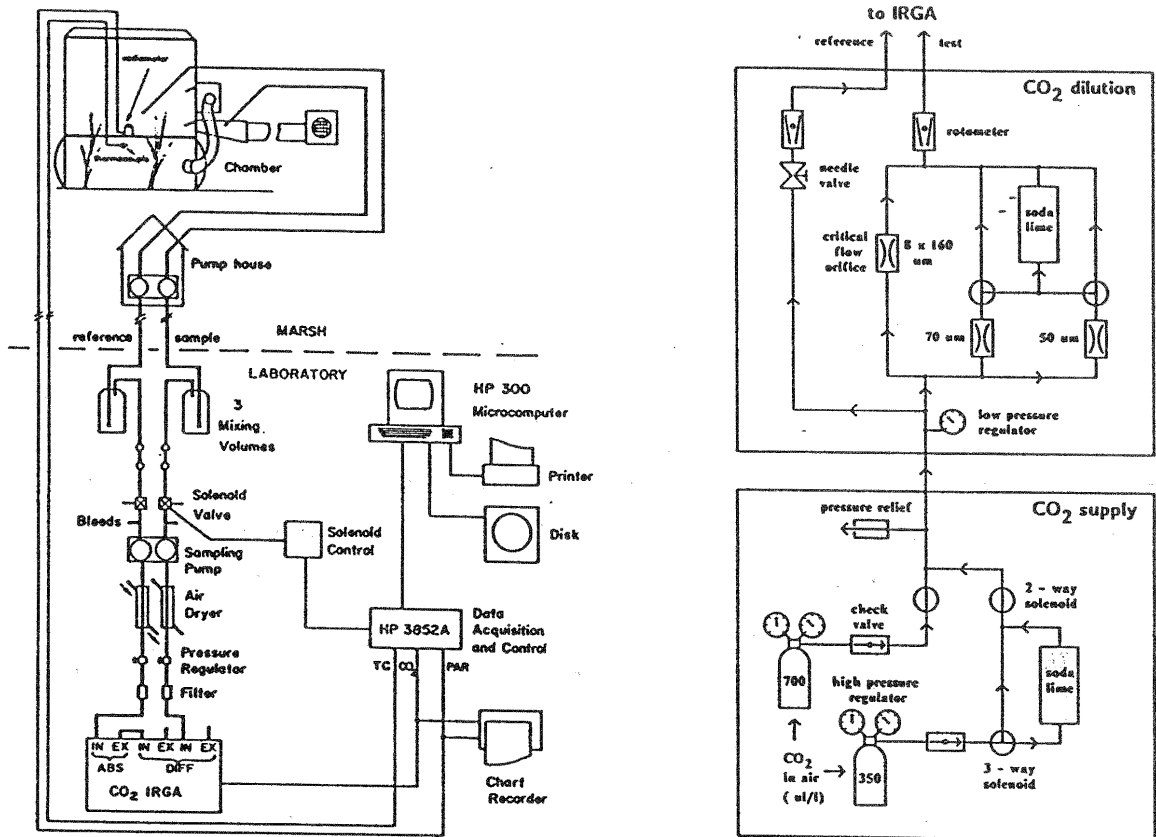 radiometer
thermocouple
Chamber
Pump house
reference
sample
MARSH
LABORATORY
3
Mixing
Volumes
HP 300
Microcomputer
Printer
Disk
Solenoid
Valve
Bleeds
Solenoid
Control
Sampling
Pump
Air
Dryer
HP 3852A
Data
Acquisition
and Control
TC CO2 PAR
Pressure
Regulator
Filter
IN EX IN EX IN EX
ABS DIFF
CO2 IRGA
Chart
Recorder
to IRGA
reference
test
CO2 dilution
rotameter
needle
valve
soda
lime
critical
flow
orifice
8 x 160
um
70 um
50 um
low pressure
regulator
CO2 supply
pressure relief
2 - way
solenoid
check
valve
700
high pressure
regulator
soda
lime
350
CO2
in air
( ul/l )
3 - way
solenoid